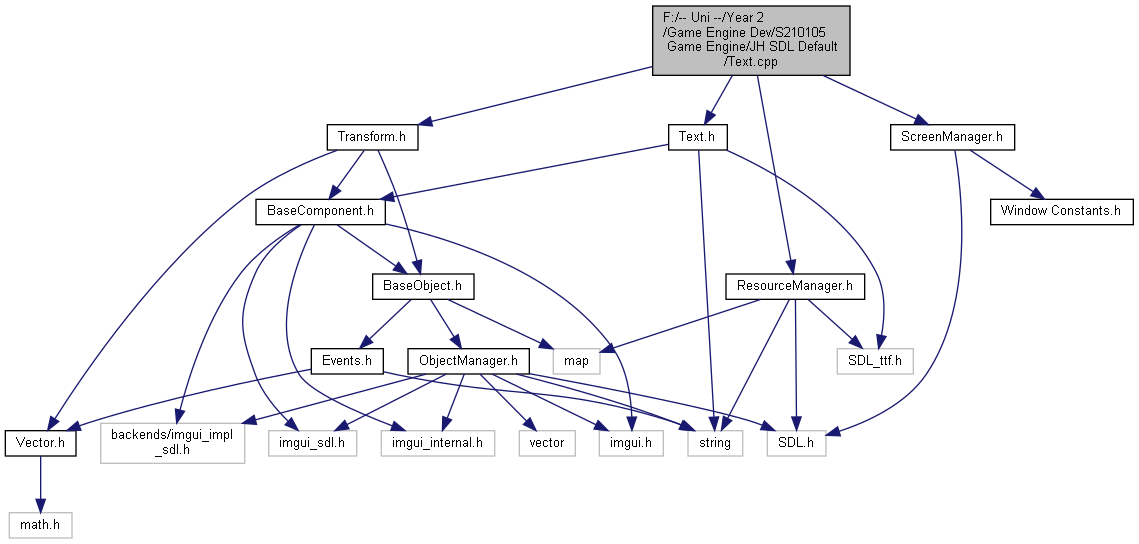 F:/-- Uni --/Year 2
/Game Engine Dev/S210105
Game Engine/JH SDL Default
/Text.cpp
Transform.h
Text.h
ScreenManager.h
BaseComponent.h
Window Constants.h
BaseObject.h
ResourceManager.h
Events.h
ObjectManager.h
map
SDL_ttf.h
Vector.h
backends/imgui_impl
_sdl.h
imgui_sdl.h
imgui_internal.h
vector
imgui.h
string
SDL.h
math.h